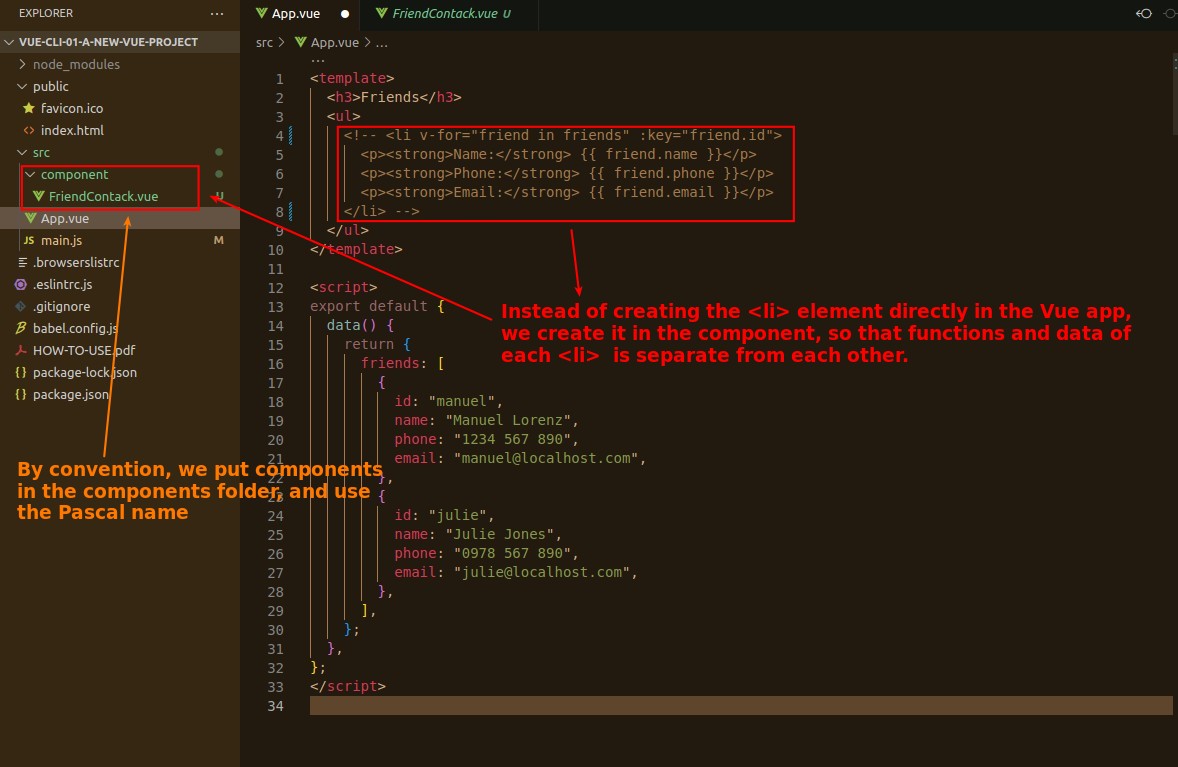 EXPLORER ...
VUE-CLI-01-A-NEW-VUE-PROJECT
node_modules
public
favicon.ico
<> index.html
src
component
FriendContack.vue U
App.vue
JS main.js M
.browserslistrc
.eslintrc.js
.gitignore
babel.config.js
HOW-TO-USE.pdf
{} package-lock.json
{} package.json
By convention, we put components
in the components folder, and use
the Pascal name
App.vue ●
FriendContack.vue U
src > App.vue > ...
...
1 <template>
2 <h3>Friends</h3>
3 <ul>
4 <!-- <li v-for="friend in friends" :key="friend.id">
5 <p><strong>Name:</strong> {{ friend.name }}</p>
6 <p><strong>Phone:</strong> {{ friend.phone }}</p>
7 <p><strong>Email:</strong> {{ friend.email }}</p>
8 </li> -->
9 </ul>
10 </template>
11
12 <script>
13 export default {
14 data() {
15 return {
16 friends: [
17 {
18 id: "manuel",
19 name: "Manuel Lorenz",
20 phone: "1234 567 890",
21 email: "manuel@localhost.com",
22 },
23 {
24 id: "julie",
25 name: "Julie Jones",
26 phone: "0978 567 890",
27 email: "julie@localhost.com",
28 },
29 ],
30 };
31 },
32 };
33 </script>
34
Instead of creating the <li> element directly in the Vue app,
we create it in the component, so that functions and data of
each <li> is separate from each other.